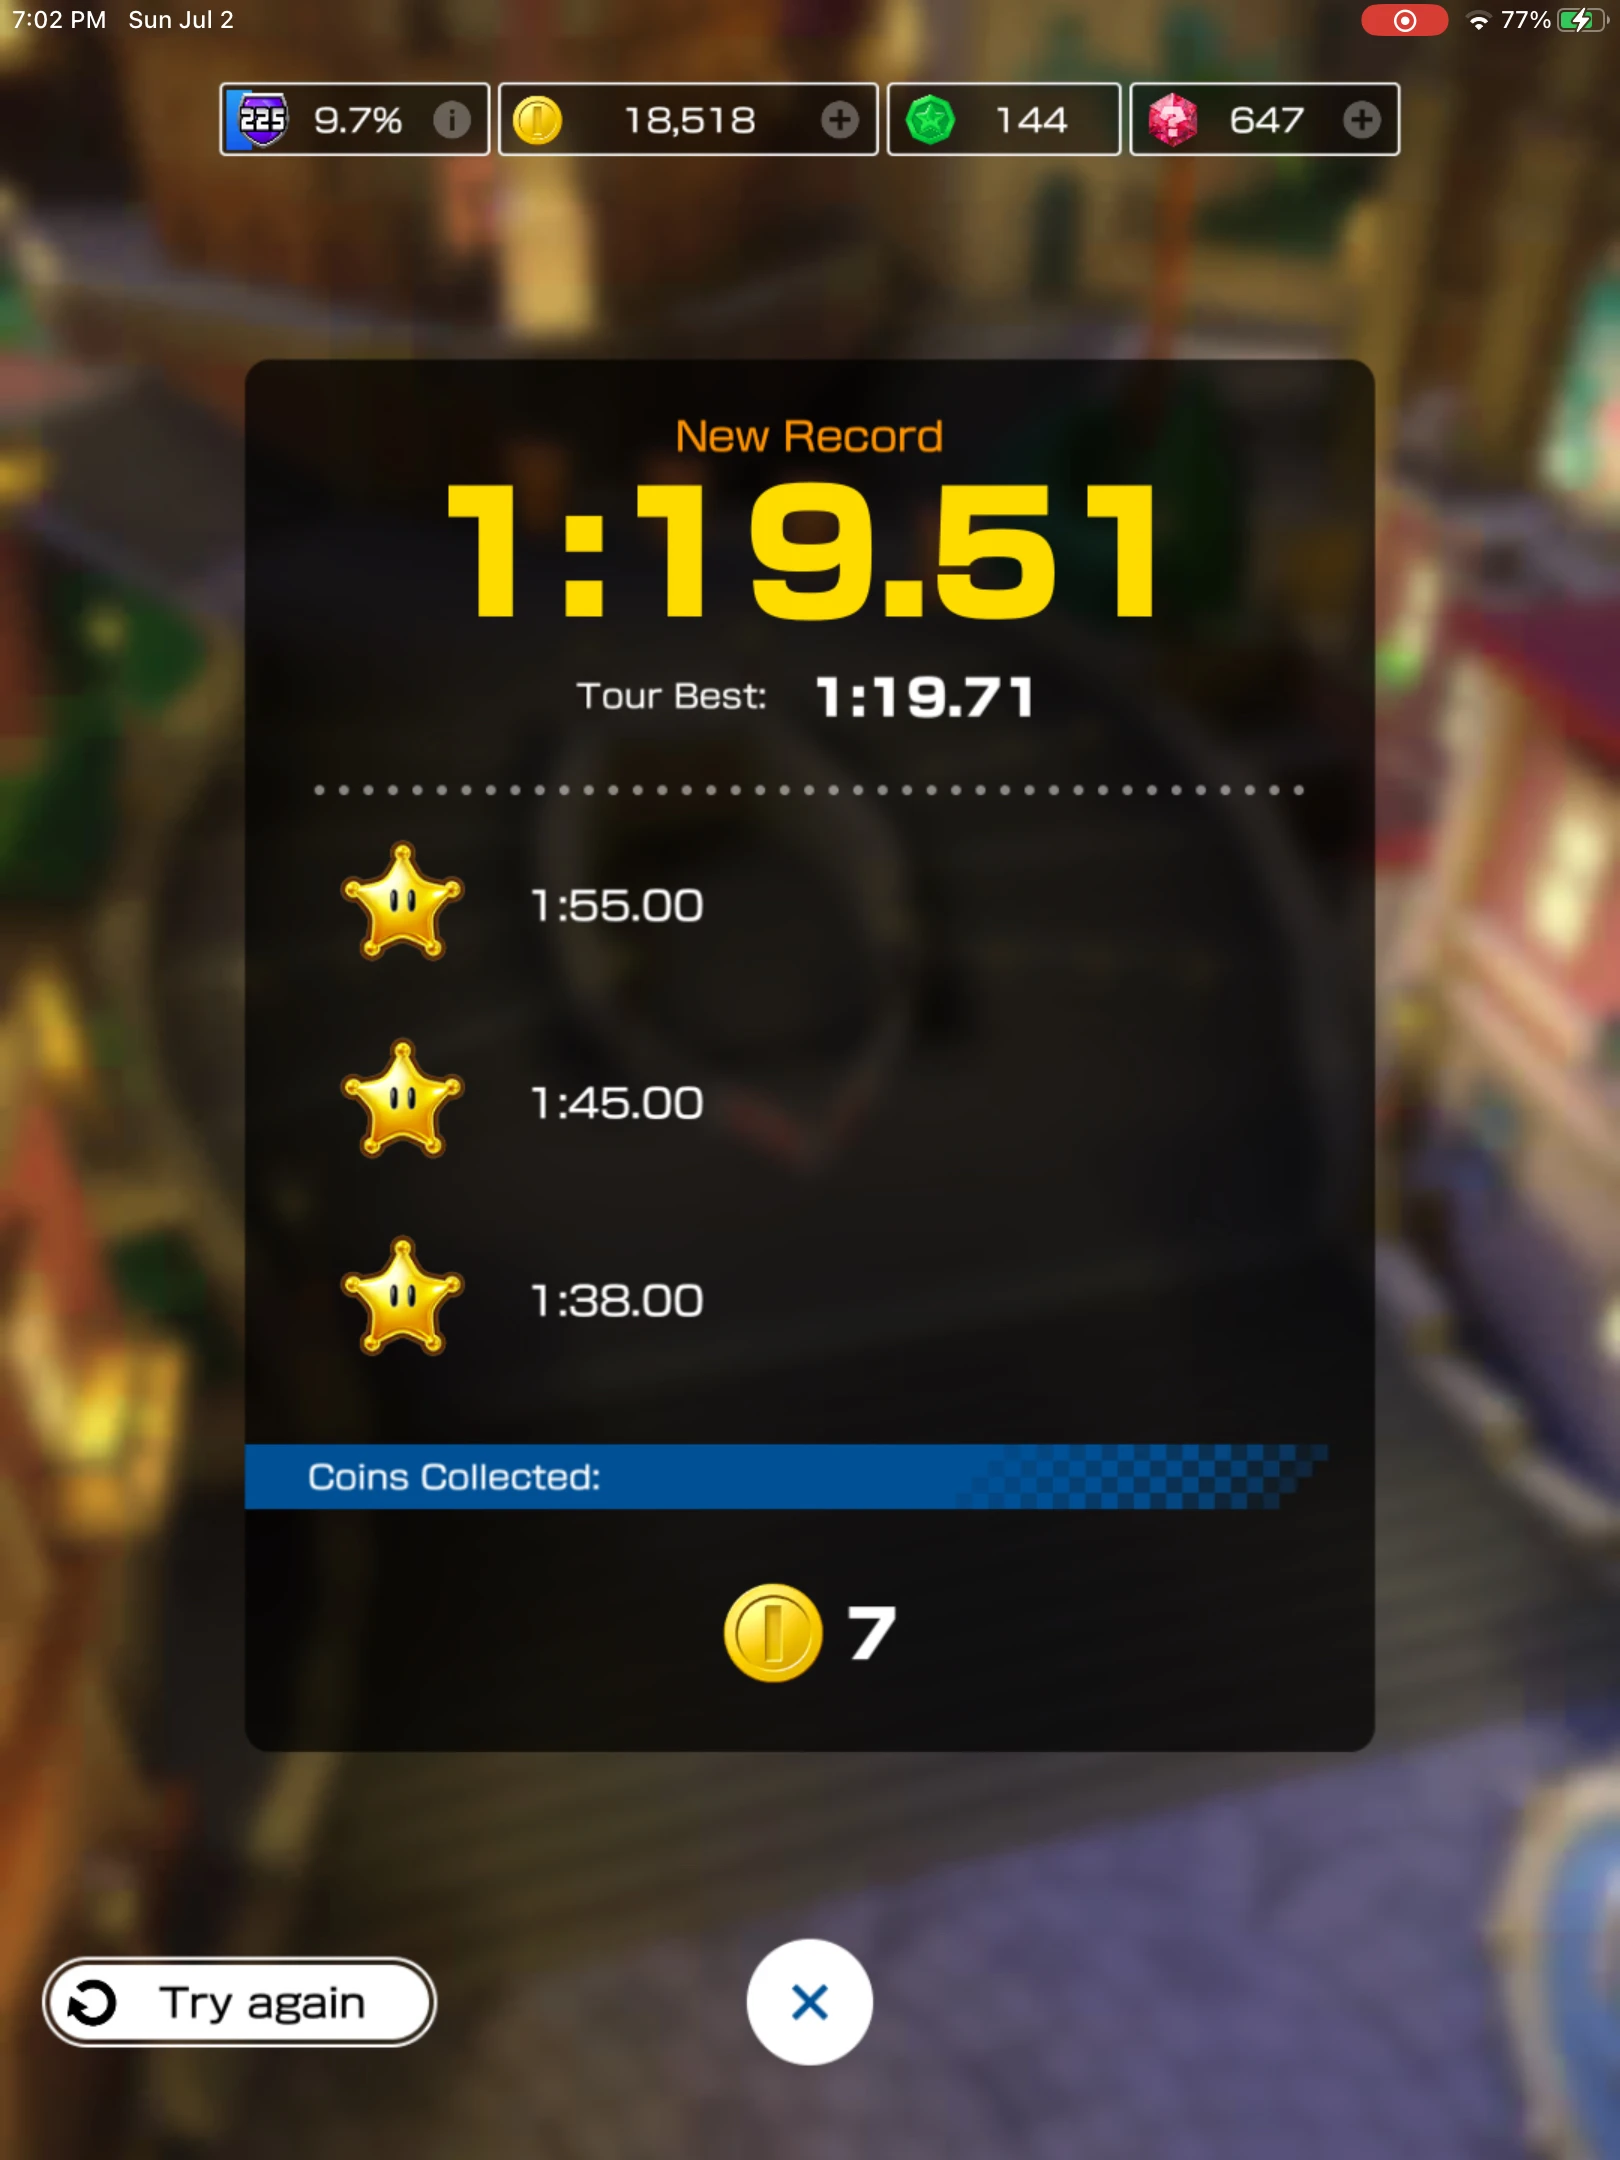 7:02 PM Sun Jul 2 77%
225 9.7% i 18,518 + 144 ? 647 +
New Record
1:19.51
Tour Best: 1:19.71
1:55.00
1:45.00
1:38.00
Coins Collected:
7
Try again